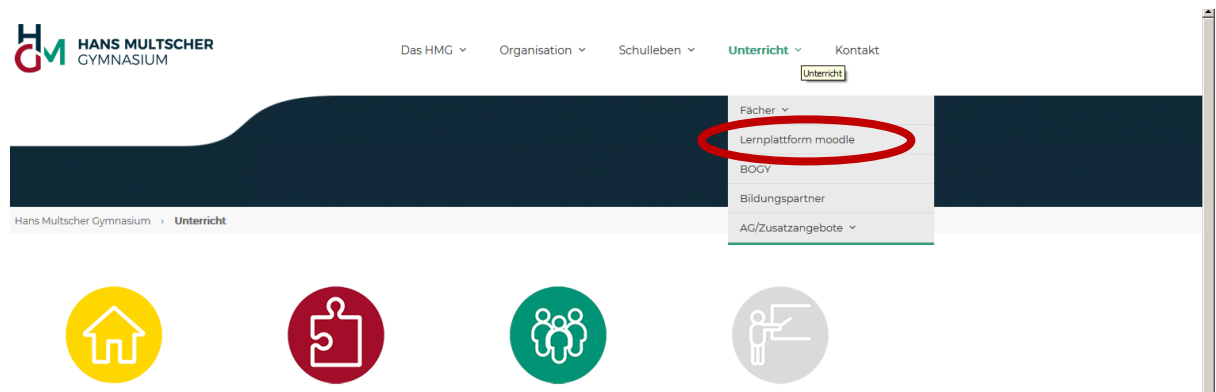 HGM HANS MULTSCHER
GYMNASIUM
Das HMG Organisation Schulleben Unterricht Kontakt
Unterricht
Fächer
Lernplattform moodle
BOGY
Bildungspartner
AG/Zusatzangebote
Hans Multscher Gymnasium › Unterricht